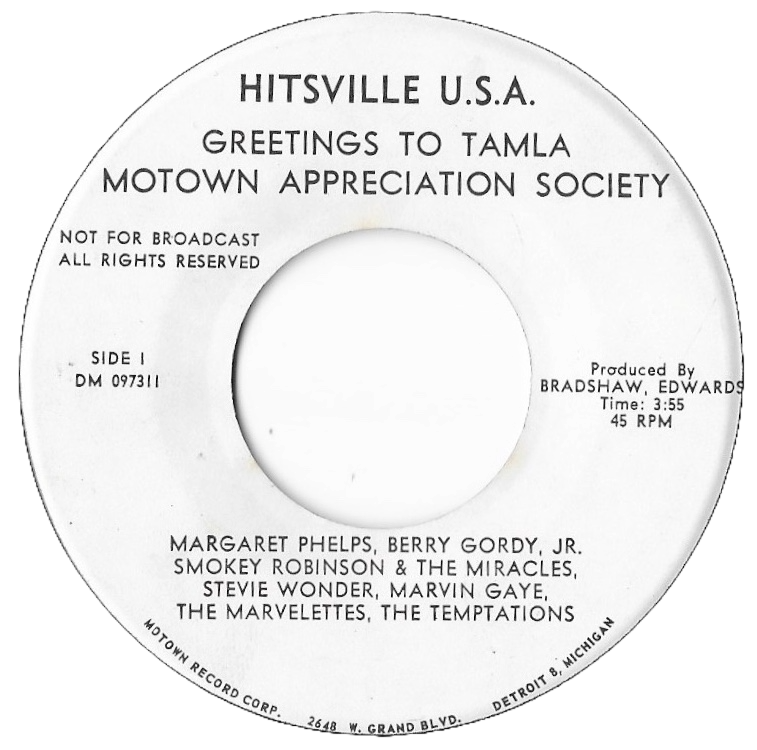 HITSVILLE U.S.A.
GREETINGS TO TAMLA
MOTOWN APPRECIATION SOCIETY
NOT FOR BROADCAST
ALL RIGHTS RESERVED
SIDE 1
DM 097311
Produced By
BRADSHAW, EDWARDS
Time: 3:55
45 RPM
MARGARET PHELPS, BERRY GORDY, JR.
SMOKEY ROBINSON & THE MIRACLES,
STEVIE WONDER, MARVIN GAYE,
THE MARVELETTES, THE TEMPTATIONS
MOTOWN RECORD CORP. 2648 W. GRAND BLVD. DETROIT 8, MICHIGAN